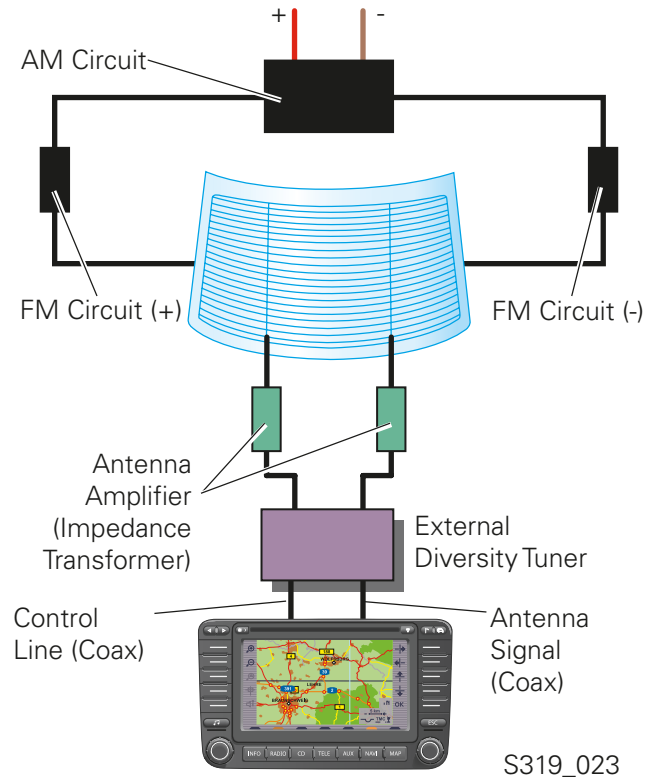 + -
AM Circuit
FM Circuit (+)
FM Circuit (-)
Antenna
Amplifier
(Impedance
Transformer)
External
Diversity Tuner
Control
Line (Coax)
Antenna
Signal
(Coax)
OK
ESC
INFO RADIO CD TELE AUX NAVI MAP
S319_023